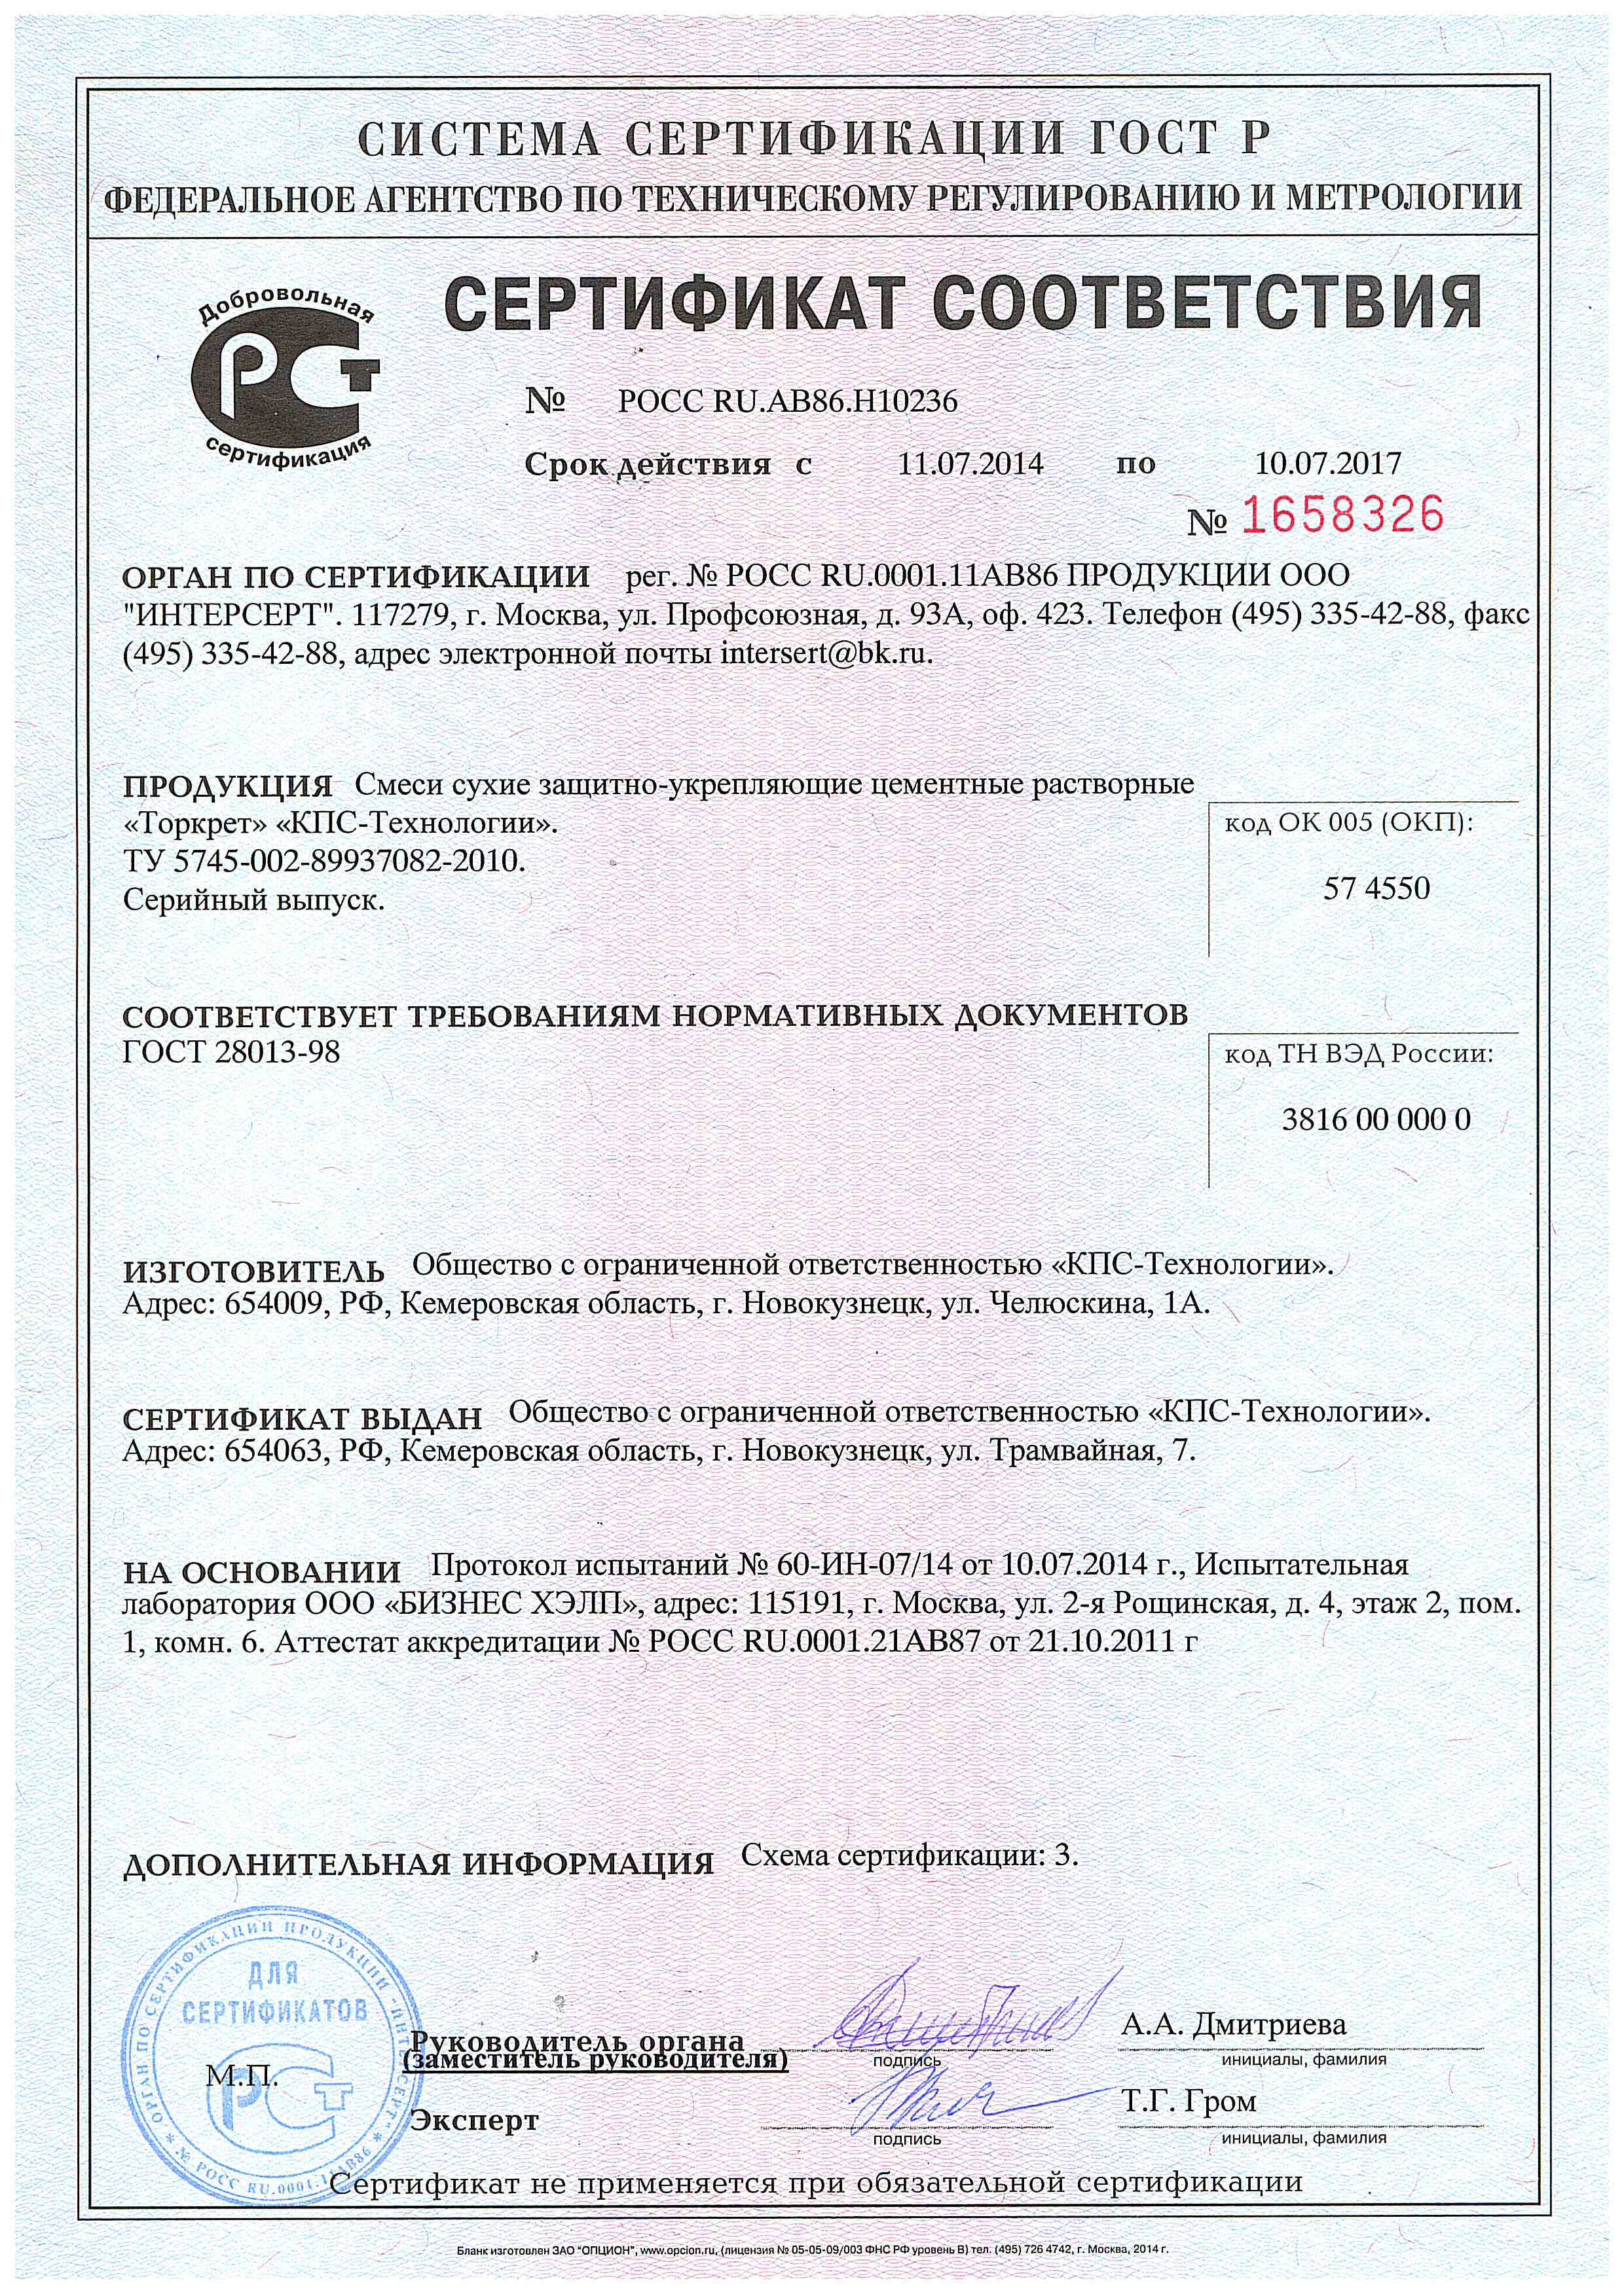 СИСТЕМА СЕРТИФИКАЦИИ ГОСТ Р
ФЕДЕРАЛЬНОЕ АГЕНТСТВО ПО ТЕХНИЧЕСКОМУ РЕГУЛИРОВАНИЮ И МЕТРОЛОГИИ
Добровольная
РСТ
сертификация
СЕРТИФИКАТ СООТВЕТСТВИЯ
№ РОСС RU.АВ86.Н10236
Срок действия с 11.07.2014 по 10.07.2017
№ 1658326
ОРГАН ПО СЕРТИФИКАЦИИ рег. № РОСС RU.0001.11АВ86 ПРОДУКЦИИ ООО
"ИНТЕРСЕРТ". 117279, г. Москва, ул. Профсоюзная, д. 93А, оф. 423. Телефон (495) 335-42-88, факс
(495) 335-42-88, адрес электронной почты intersert@bk.ru.
ПРОДУКЦИЯ Смеси сухие защитно-укрепляющие цементные растворные
«Торкрет» «КПС-Технологии».
ТУ 5745-002-89937082-2010.
Серийный выпуск.
код ОК 005 (ОКП):
57 4550
СООТВЕТСТВУЕТ ТРЕБОВАНИЯМ НОРМАТИВНЫХ ДОКУМЕНТОВ
ГОСТ 28013-98
код ТН ВЭД России:
3816 00 000 0
ИЗГОТОВИТЕЛЬ Общество с ограниченной ответственностью «КПС-Технологии».
Адрес: 654009, РФ, Кемеровская область, г. Новокузнецк, ул. Челюскина, 1А.
СЕРТИФИКАТ ВЫДАН Общество с ограниченной ответственностью «КПС-Технологии».
Адрес: 654063, РФ, Кемеровская область, г. Новокузнецк, ул. Трамвайная, 7.
НА ОСНОВАНИИ Протокол испытаний № 60-ИН-07/14 от 10.07.2014 г., Испытательная
лаборатория ООО «БИЗНЕС ХЭЛП», адрес: 115191, г. Москва, ул. 2-я Рощинская, д. 4, этаж 2, пом.
1, комн. 6. Аттестат аккредитации № РОСС RU.0001.21АВ87 от 21.10.2011 г
ДОПОЛНИТЕЛЬНАЯ ИНФОРМАЦИЯ Схема сертификации: 3.
ОРГАН ПО СЕРТИФИКАЦИИ ПРОДУКЦИИ "ИНТЕРСЕРТ" * № РОСС RU.0001.11АВ86 *
ДЛЯ
СЕРТИФИКАТОВ
РСТ
М.П.
Руководитель органа
(заместитель руководителя)
подпись
А.А. Дмитриева
инициалы, фамилия
Эксперт
подпись
Т.Г. Гром
инициалы, фамилия
Сертификат не применяется при обязательной сертификации
Бланк изготовлен ЗАО "ОПЦИОН", www.opcion.ru, (лицензия № 05-05-09/003 ФНС РФ уровень В) тел. (495) 726 4742, г. Москва, 2014 г.